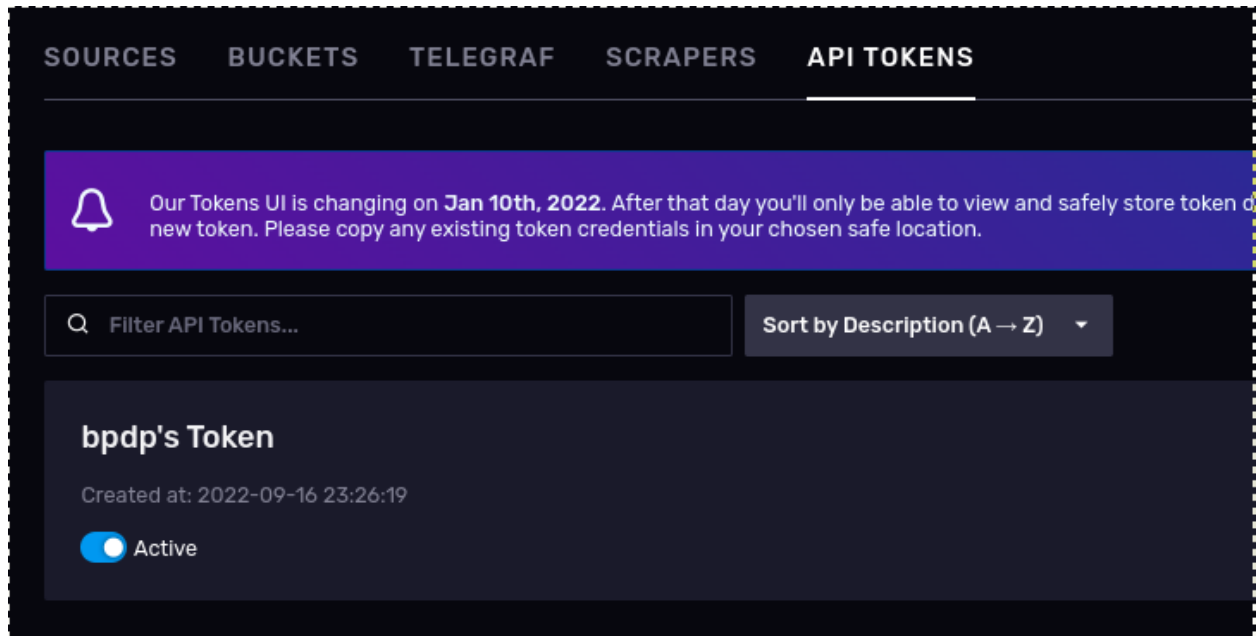 SOURCES BUCKETS TELEGRAF SCRAPERS API TOKENS
Our Tokens UI is changing on Jan 10th, 2022. After that day you'll only be able to view and safely store token
new token. Please copy any existing token credentials in your chosen safe location.
Filter API Tokens... Sort by Description (A → Z)
bpdp's Token
Created at: 2022-09-16 23:26:19
Active